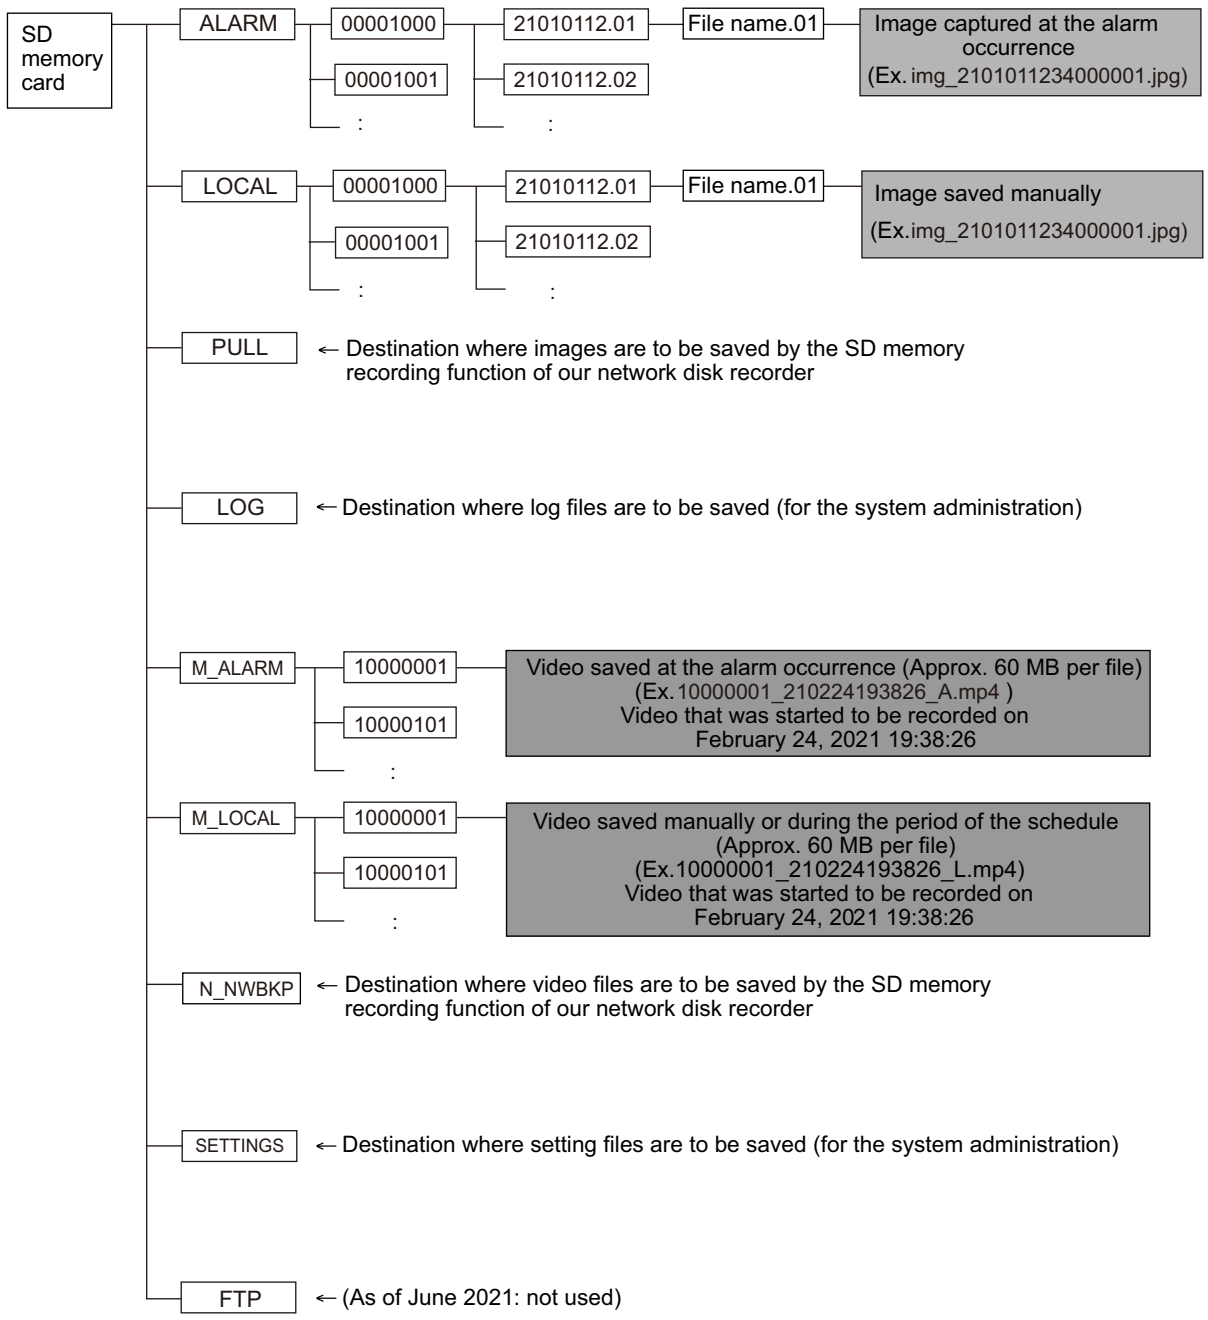 SD
memory
card
ALARM
00001000
21010112.01
File name.01
Image captured at the alarm
occurrence
(Ex. img_2101011234000001.jpg)
00001001
21010112.02
:
:
LOCAL
00001000
21010112.01
File name.01
Image saved manually
(Ex.img_2101011234000001.jpg)
00001001
21010112.02
:
:
PULL
← Destination where images are to be saved by the SD memory
recording function of our network disk recorder
LOG
← Destination where log files are to be saved (for the system administration)
M_ALARM
10000001
Video saved at the alarm occurrence (Approx. 60 MB per file)
(Ex. 10000001_210224193826_A.mp4 )
Video that was started to be recorded on
February 24, 2021 19:38:26
10000101
:
M_LOCAL
10000001
Video saved manually or during the period of the schedule
(Approx. 60 MB per file)
(Ex.10000001_210224193826_L.mp4)
Video that was started to be recorded on
February 24, 2021 19:38:26
10000101
:
N_NWBKP
← Destination where video files are to be saved by the SD memory
recording function of our network disk recorder
SETTINGS
← Destination where setting files are to be saved (for the system administration)
FTP
← (As of June 2021: not used)